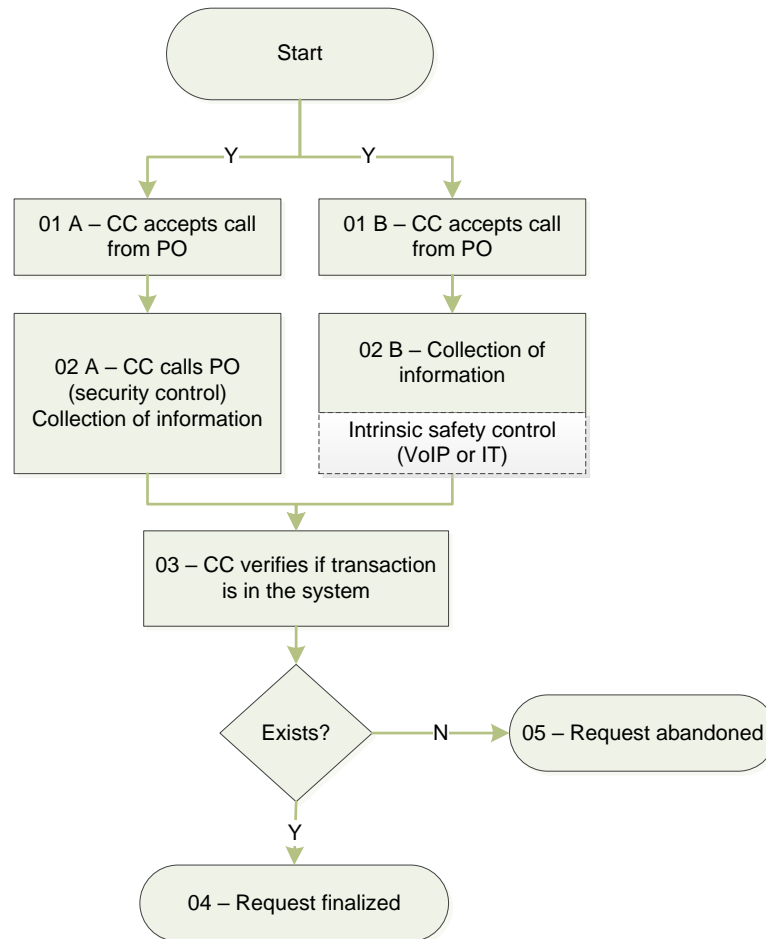 Start
Y
Y
01 A – CC accepts call
from PO
01 B – CC accepts call
from PO
02 A – CC calls PO
(security control)
Collection of information
02 B – Collection of
information
Intrinsic safety control
(VoIP or IT)
03 – CC verifies if transaction
is in the system
Exists?
N
05 – Request abandoned
Y
04 – Request finalized